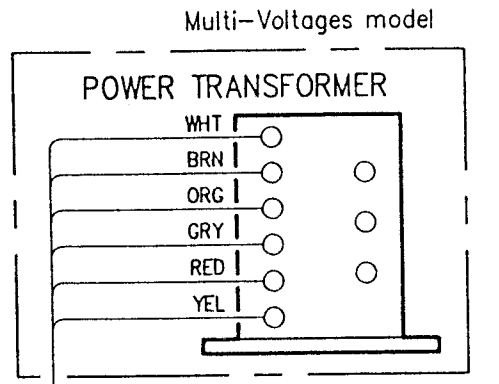 Multi-Voltages model
POWER TRANSFORMER
WHT
BRN
ORG
GRY
RED
YEL